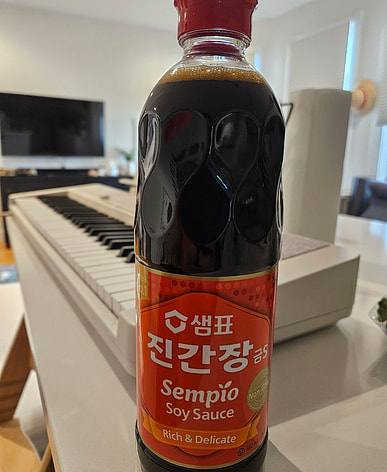 샘표
진간장 금S
Sempio
Soy Sauce
Rich & Delicate